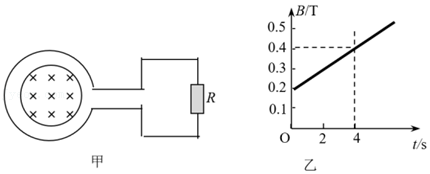 × × ×
× × ×
× × ×
R
甲
B/T
0.5
0.4
0.3
0.2
0.1
O
2
4
t/s
乙